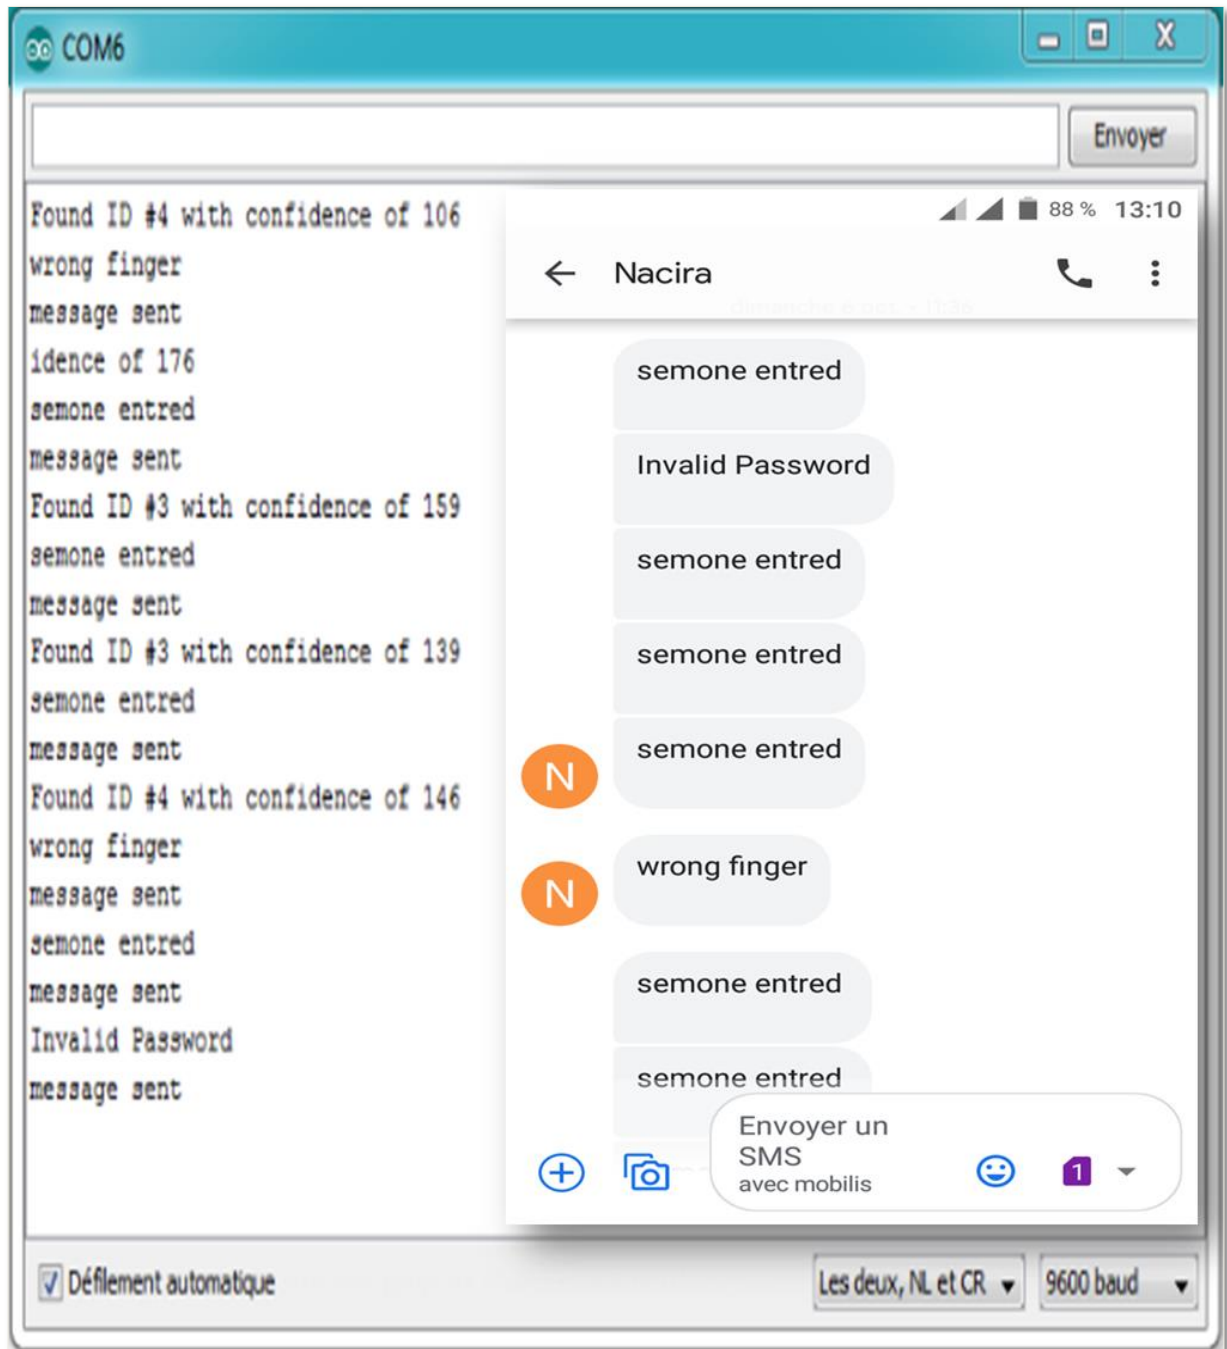 COM6
Envoyer
Found ID #4 with confidence of 106
wrong finger
message sent
idence of 176
semone entred
message sent
Found ID #3 with confidence of 159
semone entred
message sent
Found ID #3 with confidence of 139
semone entred
message sent
Found ID #4 with confidence of 146
wrong finger
message sent
semone entred
message sent
Invalid Password
message sent
88 % 13:10
Nacira
dimanche 6 oct. • 11:36
semone entred
Invalid Password
semone entred
semone entred
semone entred
N
wrong finger
N
semone entred
semone entred
Envoyer un
SMS
avec mobilis
1
Défilement automatique
Les deux, NL et CR
9600 baud